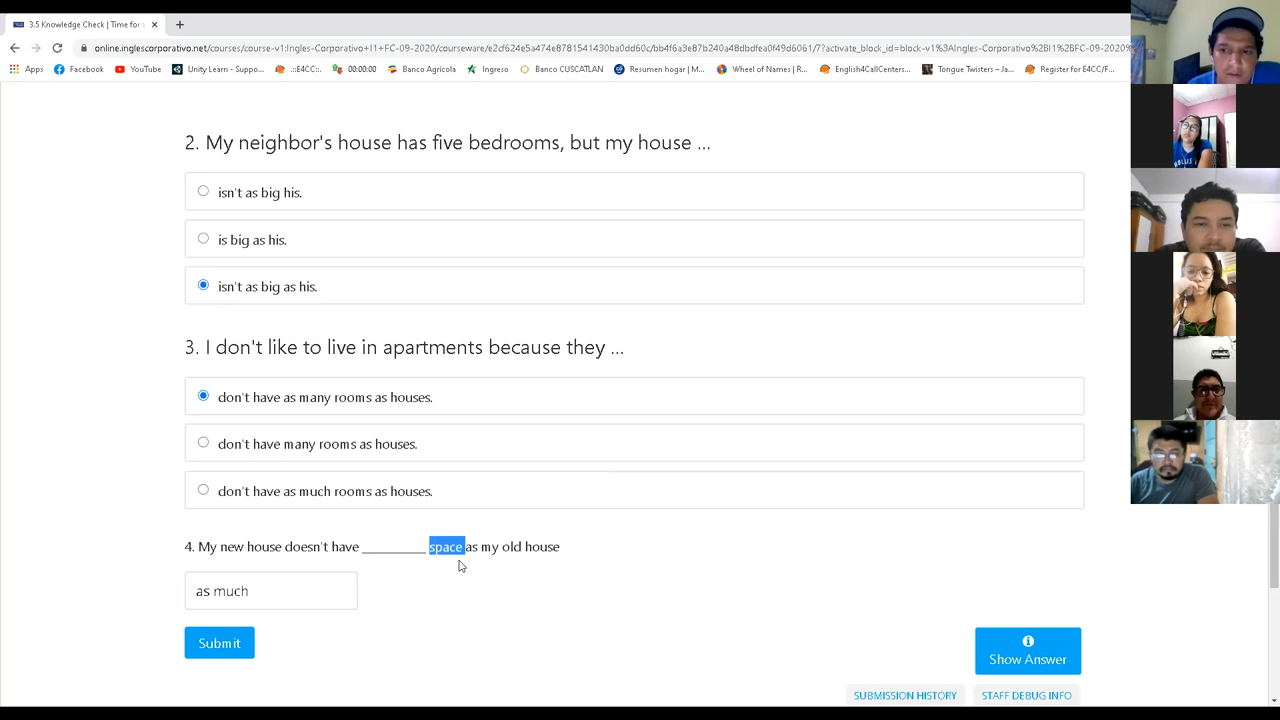 3.5 Knowledge Check | Time for
online.inglescorporativo.net/courses/course-v1:Ingles-Corporativo+I1+FC-09-2020/courseware/
Apps Facebook YouTube Unity Learn - Suppo... .::E4CC::. 00:00:00 Banco Agrícola Ingreso Banco CUSCATLAN Resumen hogar | M... Wheel of Names | R... English4CallCenters... Tongue Twisters – Ja... Register for E4CC/F...
2. My neighbor's house has five bedrooms, but my house ...
isn't as big his.
is big as his.
isn't as big as his.
3. I don't like to live in apartments because they ...
don't have as many rooms as houses.
don't have many rooms as houses.
don't have as much rooms as houses.
4. My new house doesn't have __________ space as my old house
as much
Submit
Show Answer
SUBMISSION HISTORY STAFF DEBUG INFO